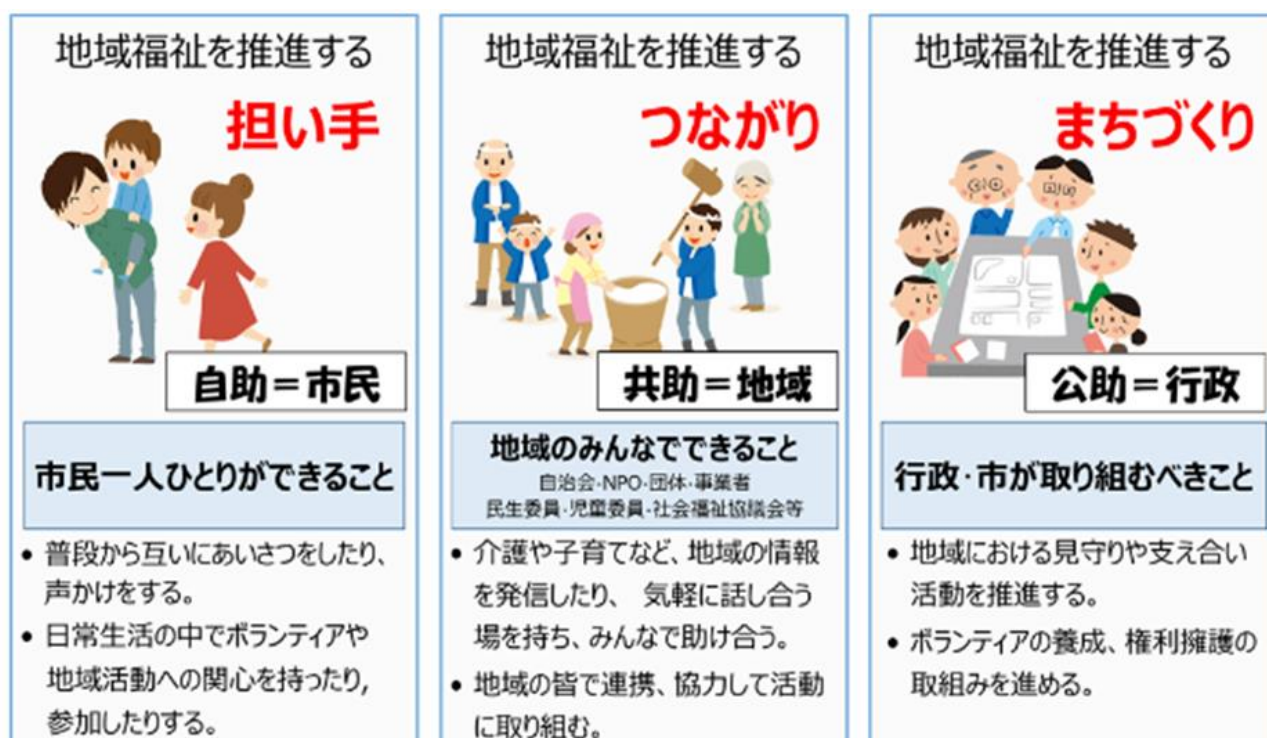 地域福祉を推進する
担い手
自助＝市民
市民一人ひとりができること
• 普段から互いにあいさつをしたり、
声かけをする。
• 日常生活の中でボランティアや
地域活動への関心を持ったり,
参加したりする。
地域福祉を推進する
つながり
共助＝地域
地域のみんなでできること
自治会・NPO・団体・事業者
民生委員・児童委員・社会福祉協議会等
• 介護や子育てなど、地域の情報
を発信したり、 気軽に話し合う
場を持ち、みんなで助け合う。
• 地域の皆で連携、協力して活動
に取り組む。
地域福祉を推進する
まちづくり
公助＝行政
行政・市が取り組むべきこと
• 地域における見守りや支え合い
活動を推進する。
• ボランティアの養成、権利擁護の
取組みを進める。